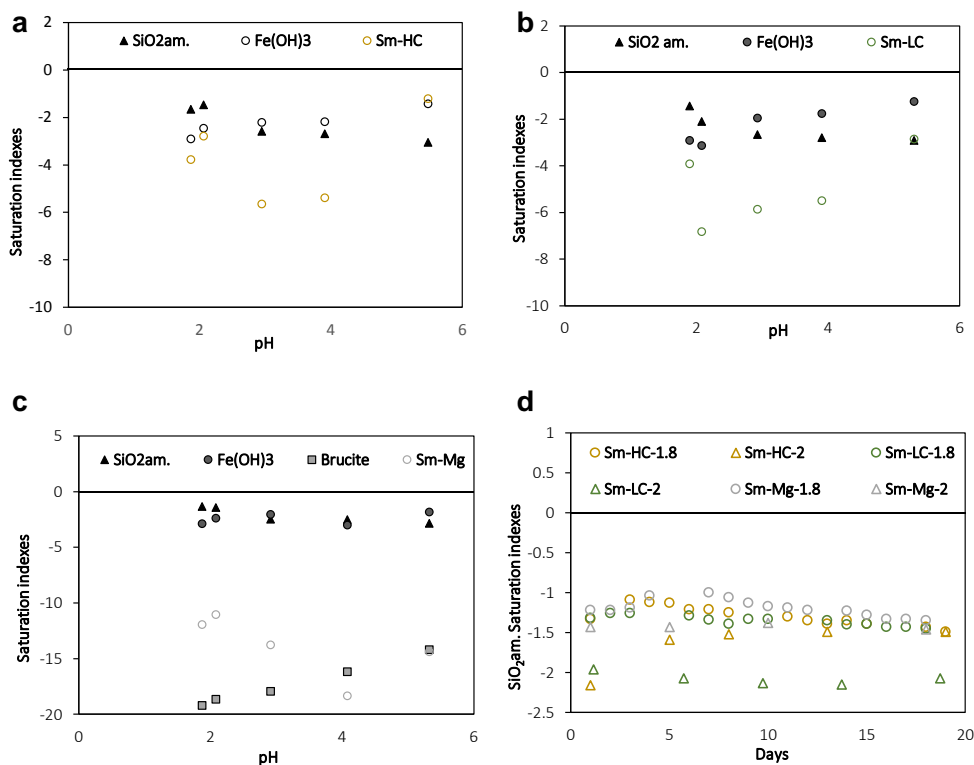 a
2
SiO2am. Fe(OH)3 Sm-HC
0
-2
-4
-6
-8
-10
0 2 4 6
pH
Saturation indexes
b
2
SiO2 am. Fe(OH)3 Sm-LC
0
-2
-4
-6
-8
-10
0 2 4 6
pH
Saturation indexes
c
5
SiO2am. Fe(OH)3 Brucite Sm-Mg
0
-5
-10
-15
-20
0 2 4 6
pH
Saturation indexes
d
1
Sm-HC-1.8 Sm-HC-2 Sm-LC-1.8
0.5
Sm-LC-2 Sm-Mg-1.8 Sm-Mg-2
0
-0.5
-1
-1.5
-2
-2.5
0 5 10 15 20
Days
SiO₂am. Saturation indexes